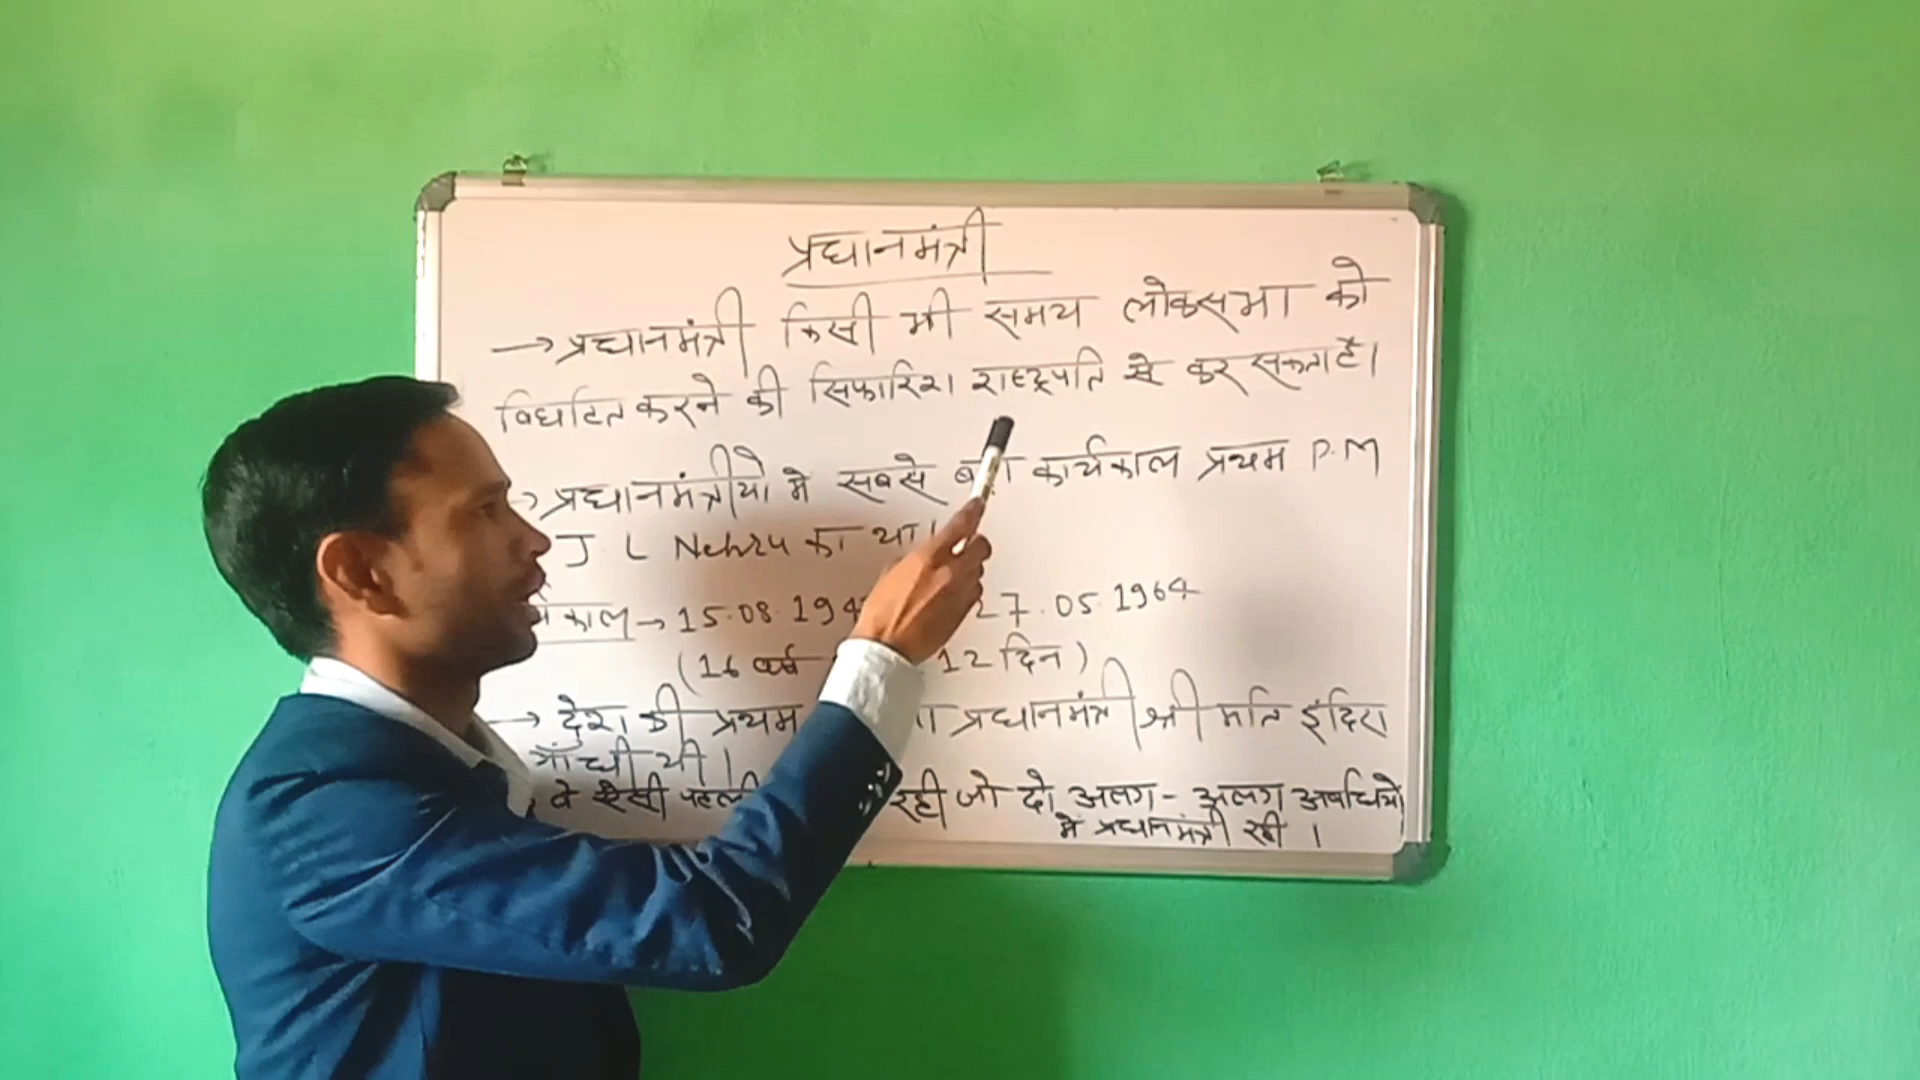 प्रधानमंत्री
→ प्रधानमंत्री किसी भी समय लोकसभा को
विघटित करने की सिफारिश राष्ट्रपति से कर सकता है।
→ प्रधानमंत्रीयो मे सबसे कार्यकाल प्रथम P.M
J L Nehru का था।
काल → 15.08.194 27.05.1964
(16 वर्ष 12 दिन)
→ देश की प्रथम प्रधानमंत्री श्री मति इंदिरा
गाँधी थी।
वे ऐसी पहली रही जो दो अलग-अलग अवधियो
मे प्रधानमंत्री रही।